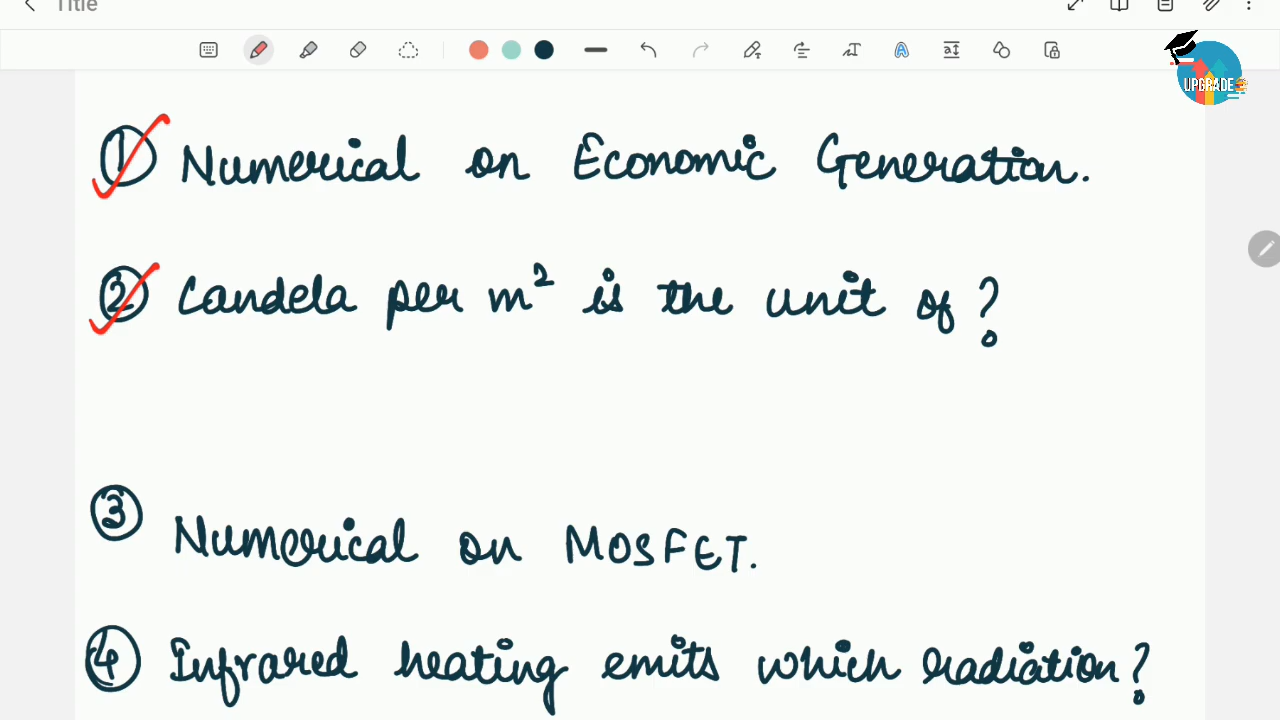 Title
UPGRADE
① Numerical on Economic Generation.
② Candela per m² is the unit of ?
③ Numerical on MOSFET.
④ Infrared heating emits which radiation?